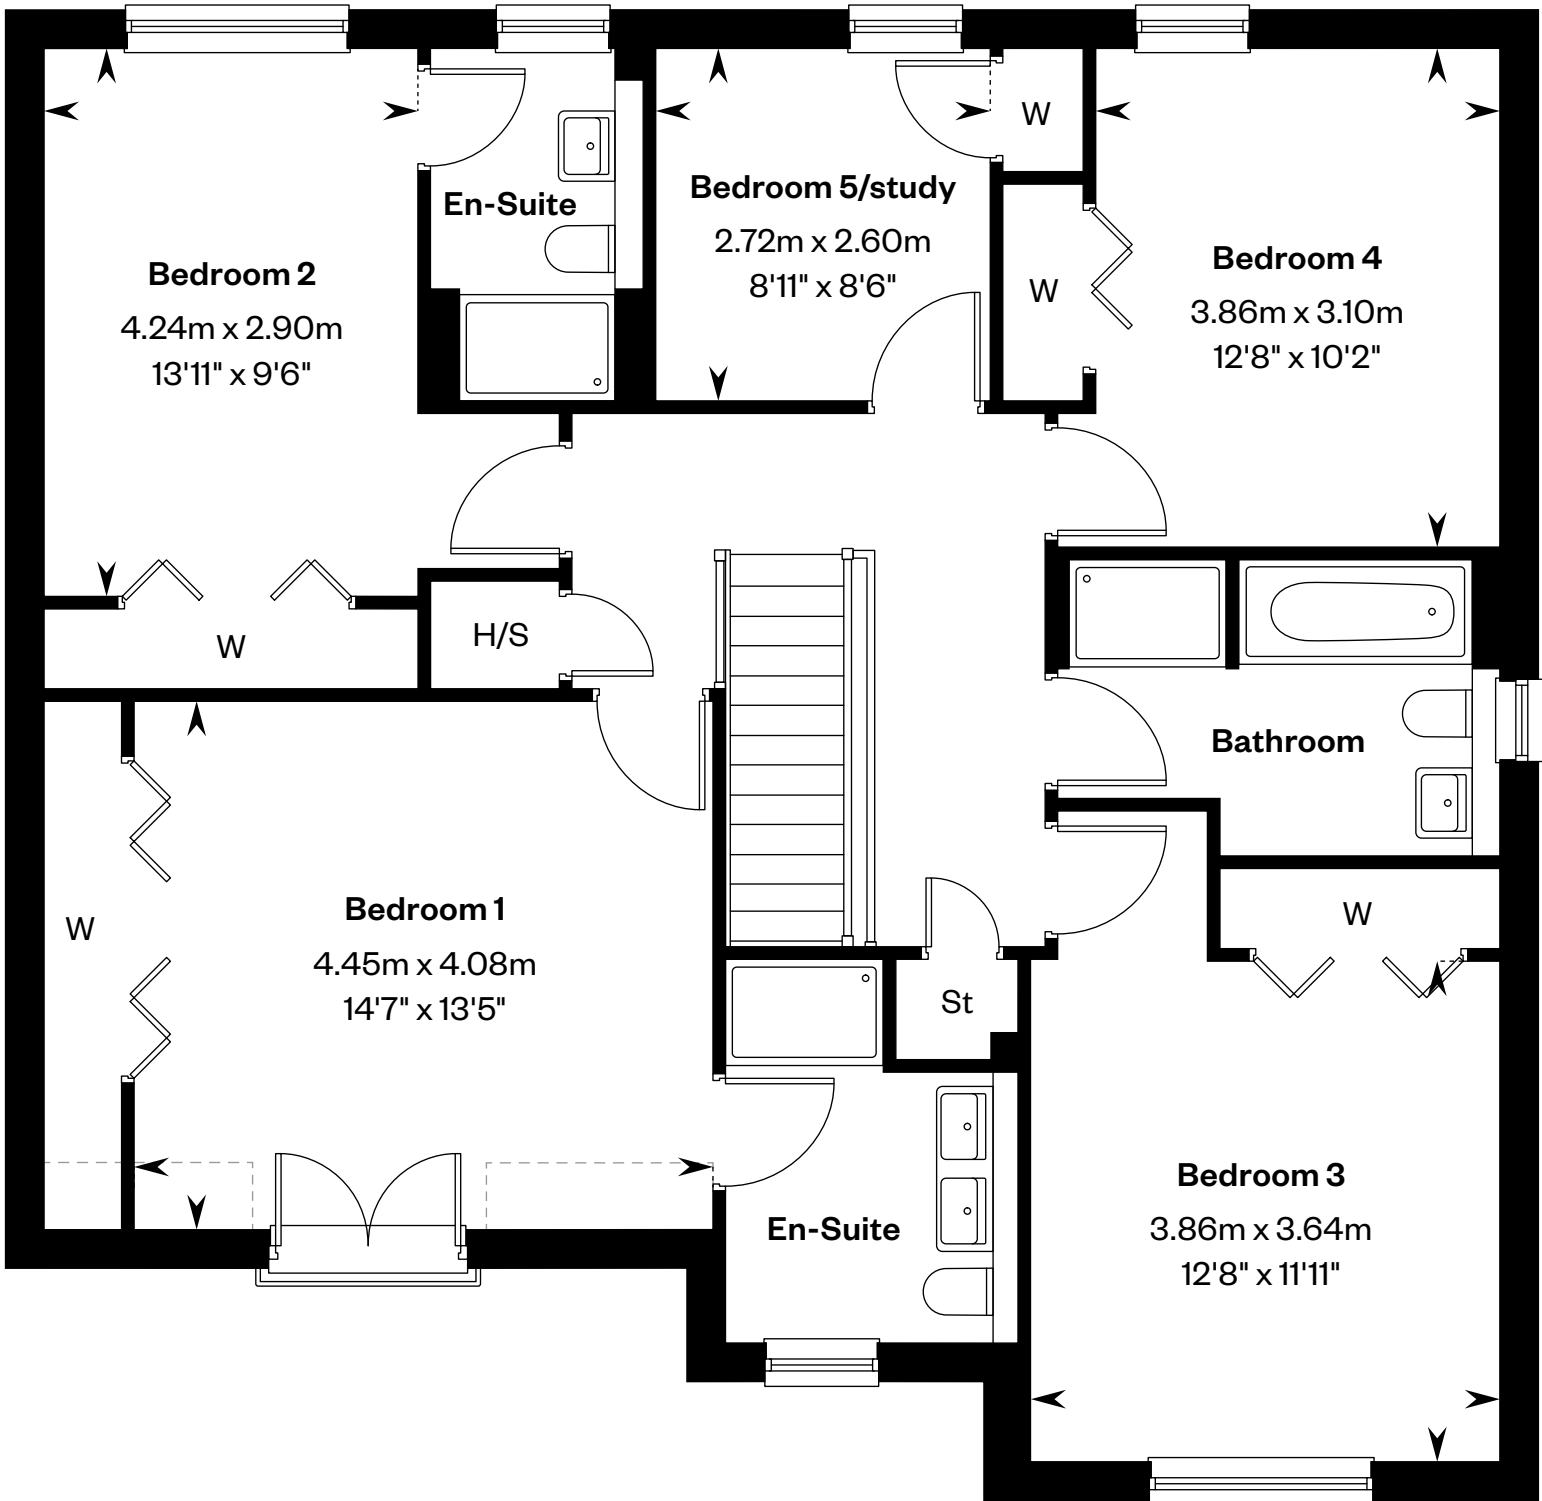 W
En-Suite
Bedroom 5/study
2.72m x 2.60m
8'11" x 8'6"
Bedroom 2
4.24m x 2.90m
13'11" x 9'6"
W
Bedroom 4
3.86m x 3.10m
12'8" x 10'2"
W
H/S
Bathroom
W
Bedroom 1
4.45m x 4.08m
14'7" x 13'5"
W
St
En-Suite
Bedroom 3
3.86m x 3.64m
12'8" x 11'11"